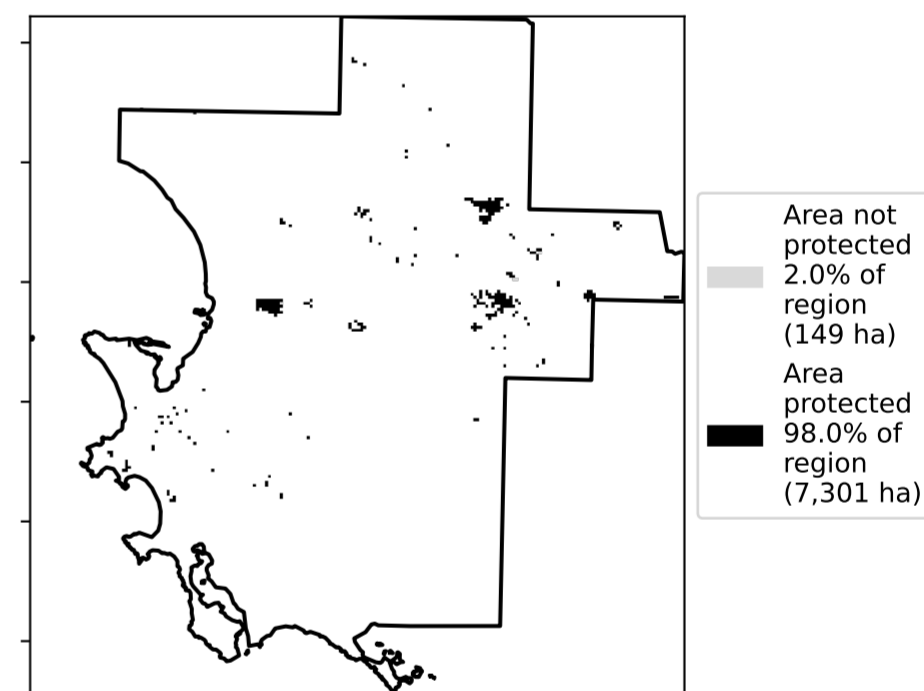 Area not
protected
2.0% of
region
(149 ha)
Area
protected
98.0% of
region
(7,301 ha)